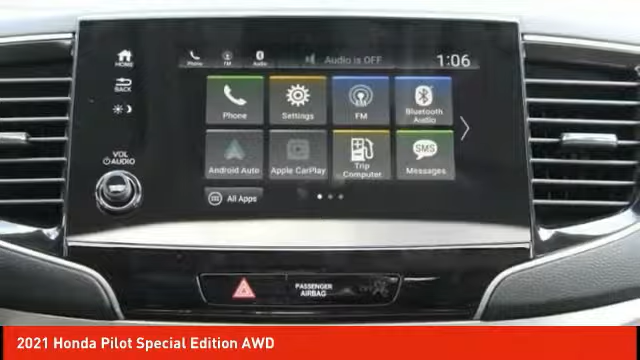 HOME
Phone
FM
Audio
Audio is OFF
1:06
BACK
Phone
Settings
FM
Bluetooth Audio
VOL
AUDIO
Android Auto
Apple CarPlay
Trip Computer
SMS
Messages
All Apps
PASSENGER AIRBAG
OFF
2021 Honda Pilot Special Edition AWD